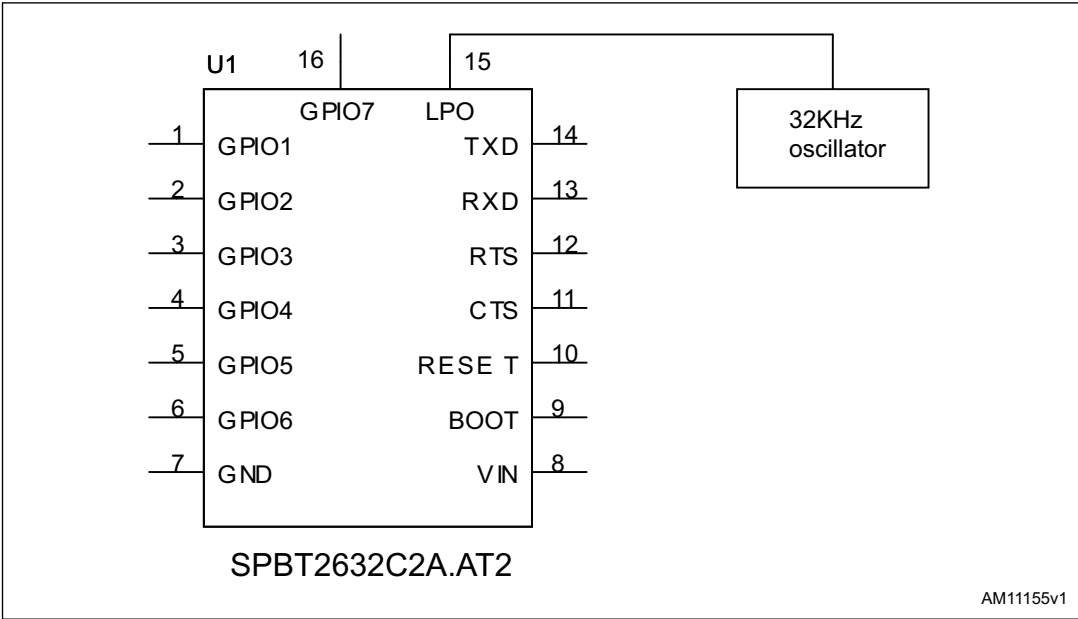 U1 16 15
GPIO7 LPO
32KHz
oscillator
1 GPIO1 TXD 14
2 GPIO2 RXD 13
3 GPIO3 RTS 12
4 GPIO4 CTS 11
5 GPIO5 RESE T 10
6 GPIO6 BOOT 9
7 GND VIN 8
SPBT2632C2A.AT2
AM11155v1